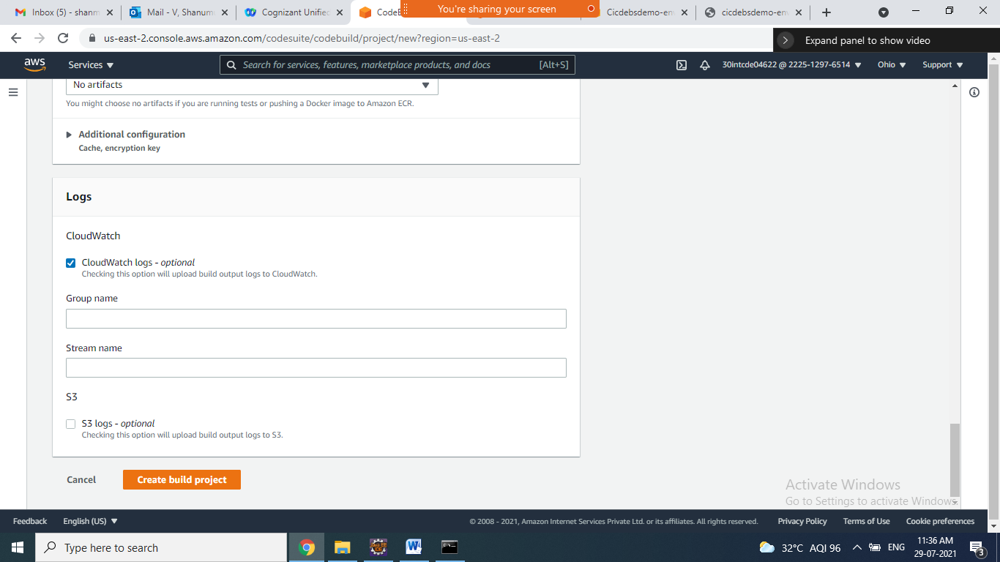 Inbox (5) - shanm
Mail - V, Shanum
Cognizant Unified
CodeB
You're sharing your screen
Cicdebsdemo-en
cicdebsdemo-env
us-east-2.console.aws.amazon.com/codesuite/codebuild/project/new?region=us-east-2
Expand panel to show video
aws
Services
Search for services, features, marketplace products, and docs
[Alt+S]
30intcde04622 @ 2225-1297-6514
Ohio
Support
No artifacts
You might choose no artifacts if you are running tests or pushing a Docker image to Amazon ECR.
Additional configuration
Cache, encryption key
Logs
CloudWatch
CloudWatch logs - optional
Checking this option will upload build output logs to CloudWatch.
Group name
Stream name
S3
S3 logs - optional
Checking this option will upload build output logs to S3.
Cancel
Create build project
Activate Windows
Go to Settings to activate Windows.
Feedback
English (US)
© 2008 - 2021, Amazon Internet Services Private Ltd. or its affiliates. All rights reserved.
Privacy Policy
Terms of Use
Cookie preferences
Type here to search
32°C AQI 96
ENG
11:36 AM
29-07-2021
3